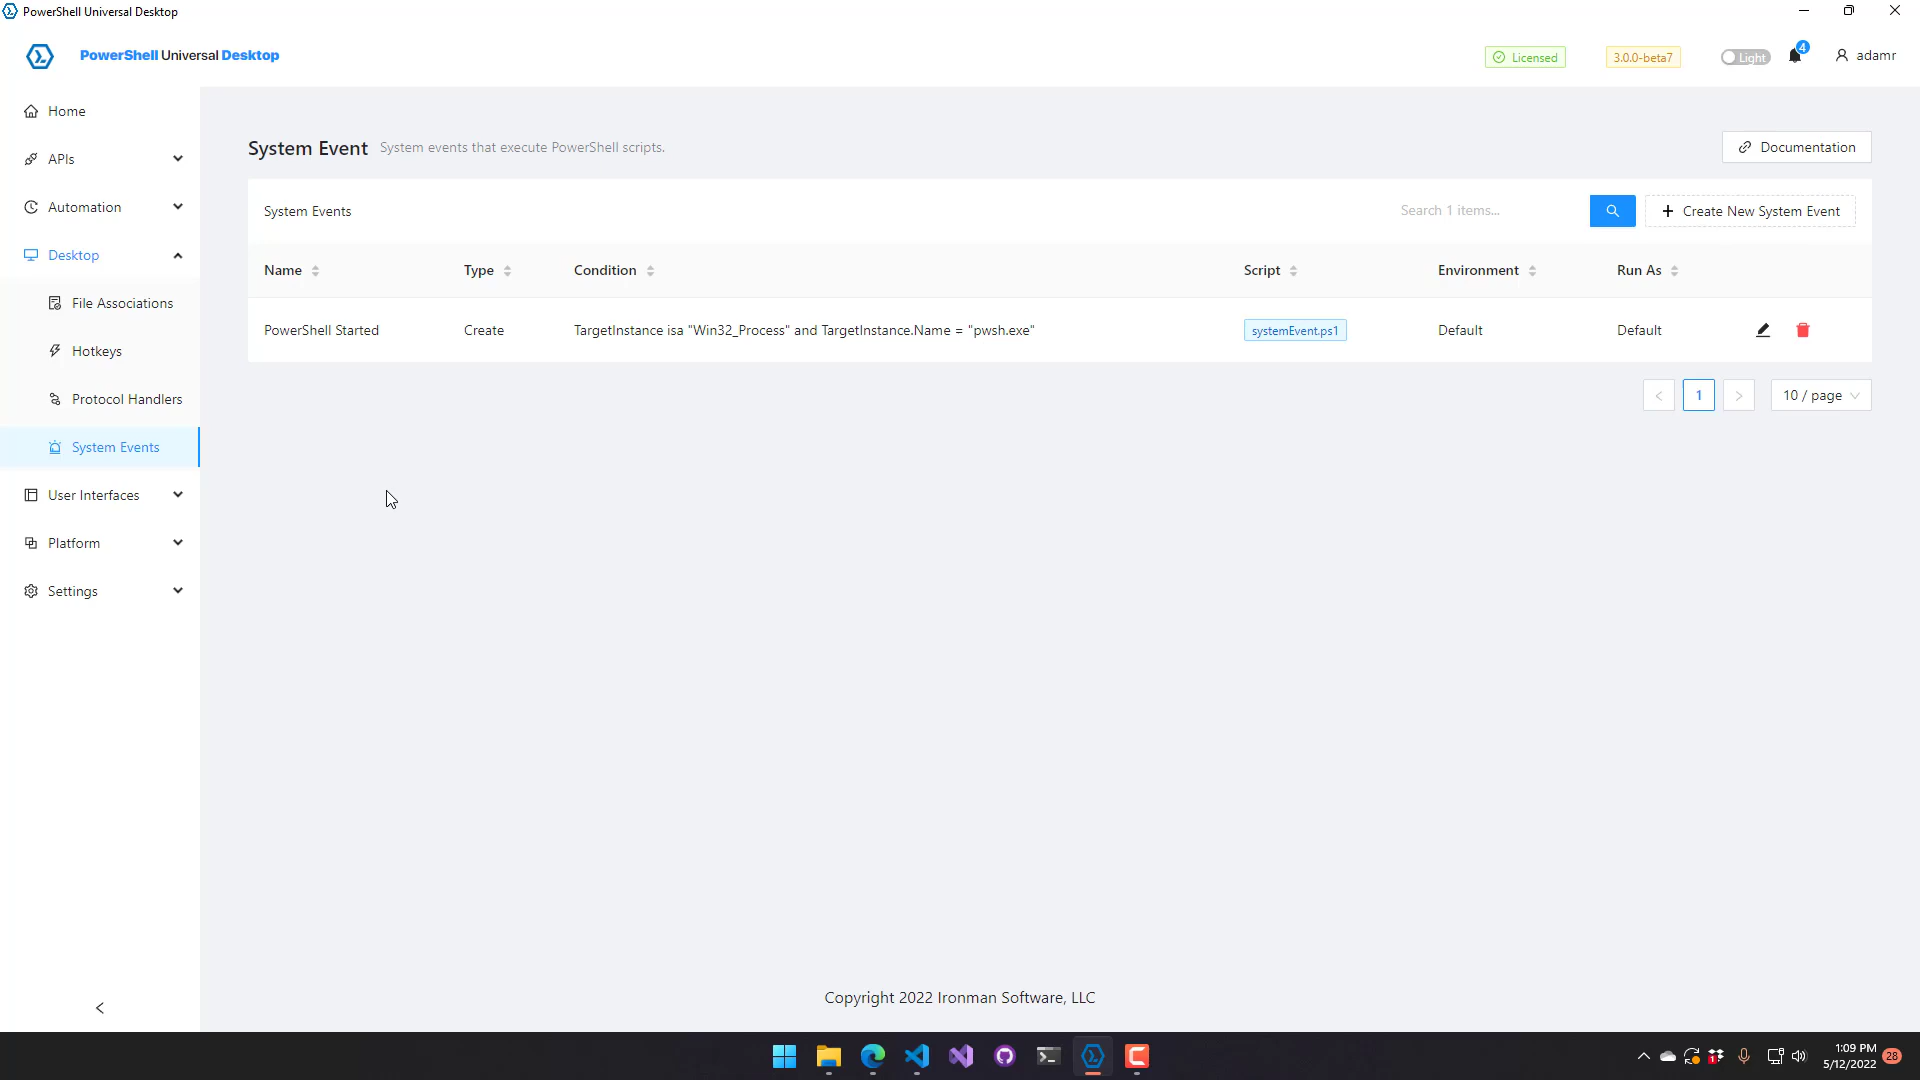 PowerShell Universal Desktop
PowerShell Universal Desktop
Licensed
3.0.0-beta7
Light
4
adamr
Home
APIs
Automation
Desktop
File Associations
Hotkeys
Protocol Handlers
System Events
User Interfaces
Platform
Settings
System Event System events that execute PowerShell scripts.
Documentation
System Events
Search 1 items...
Create New System Event
Name Type Condition Script Environment Run As
PowerShell Started Create TargetInstance isa "Win32_Process" and TargetInstance.Name = "pwsh.exe" systemEvent.ps1 Default Default
1
10 / page
Copyright 2022 Ironman Software, LLC
1:09 PM
5/12/2022
28